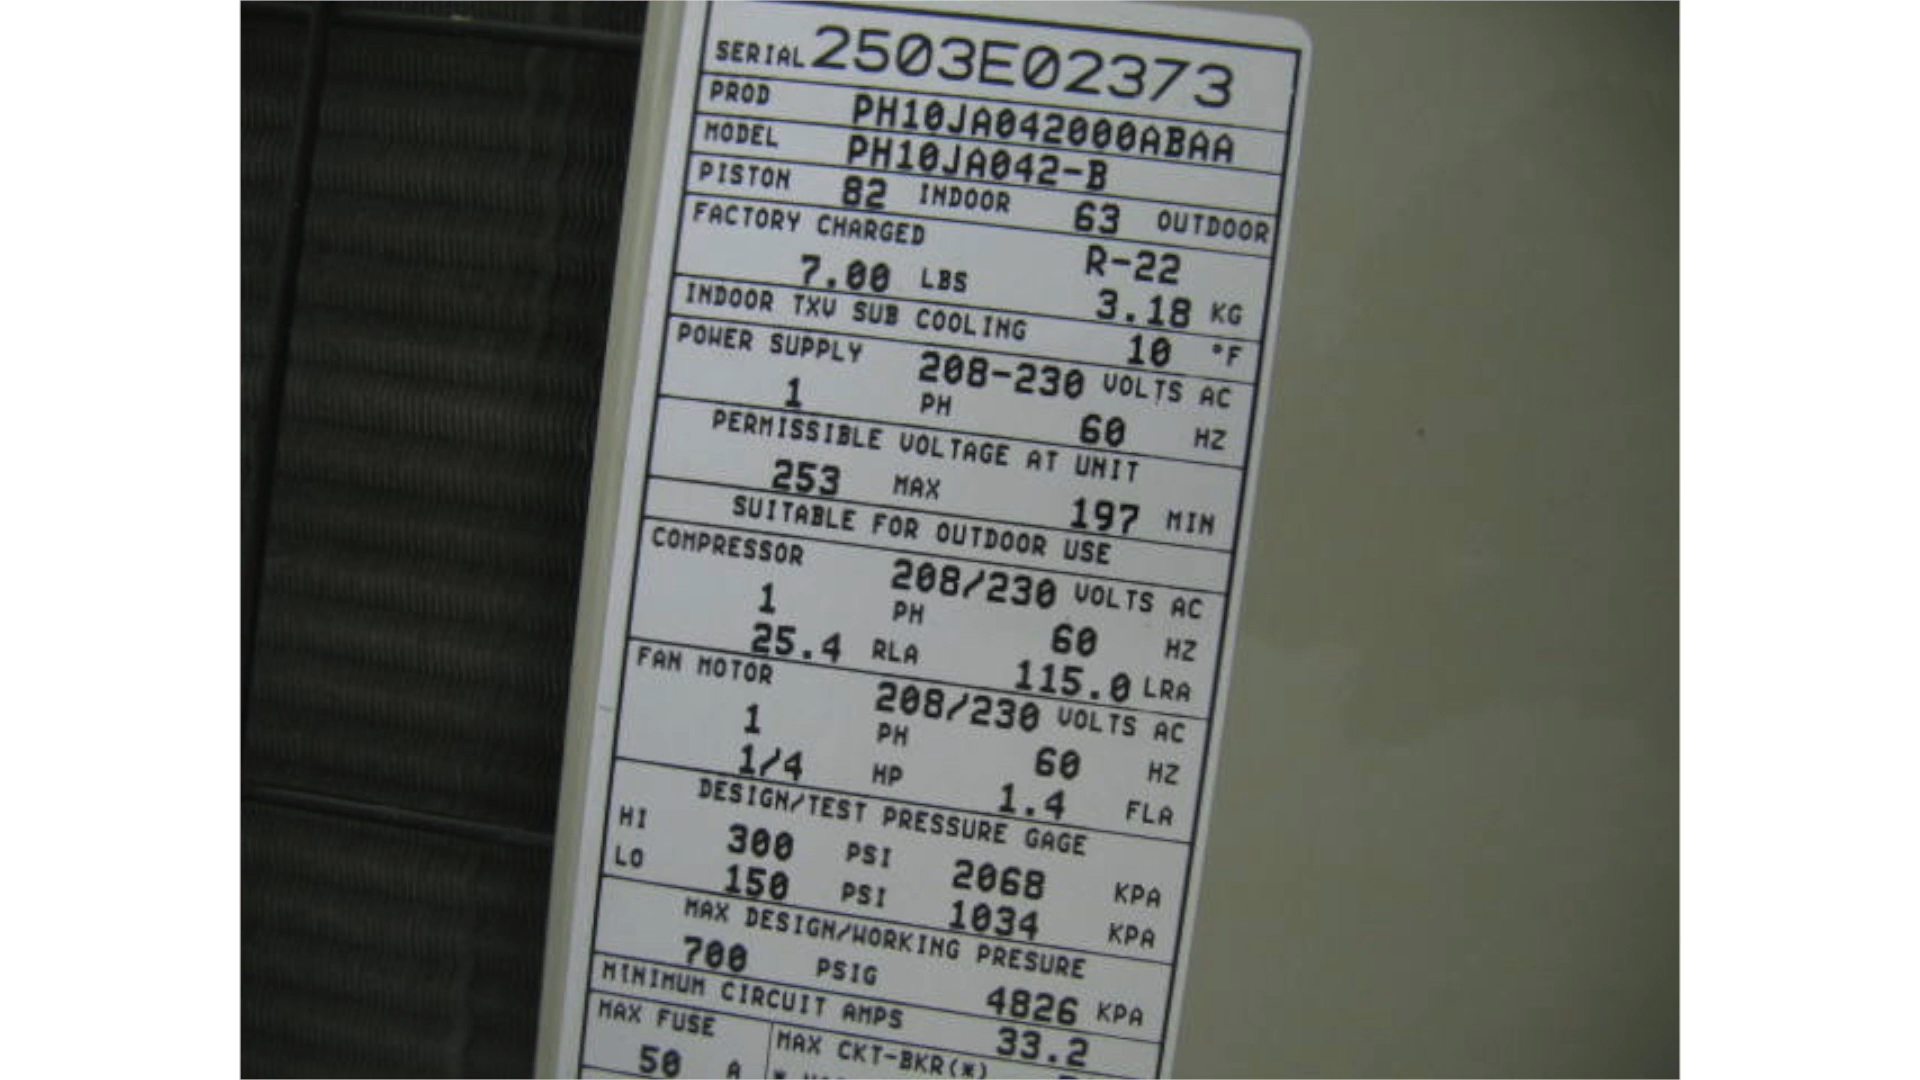 SERIAL 2503E02373
PROD PH10JA042000ABAA
MODEL PH10JA042-B
PISTON 82 INDOOR 63 OUTDOOR
FACTORY CHARGED R-22
7.00 LBS 3.18 KG
INDOOR TXV SUB COOLING 10 °F
POWER SUPPLY 208-230 VOLTS AC
1 PH 60 HZ
PERMISSIBLE VOLTAGE AT UNIT
253 MAX 197 MIN
SUITABLE FOR OUTDOOR USE
COMPRESSOR 208/230 VOLTS AC
1 PH 60 HZ
25.4 RLA 115.0 LRA
FAN MOTOR 208/230 VOLTS AC
1 PH 60 HZ
1/4 HP 1.4 FLA
DESIGN/TEST PRESSURE GAGE
HI 300 PSI 2068 KPA
LO 150 PSI 1034 KPA
MAX DESIGN/WORKING PRESURE
700 PSIG 4826 KPA
MINIMUM CIRCUIT AMPS 33.2
MAX FUSE MAX CKT-BKR(*)
50 A